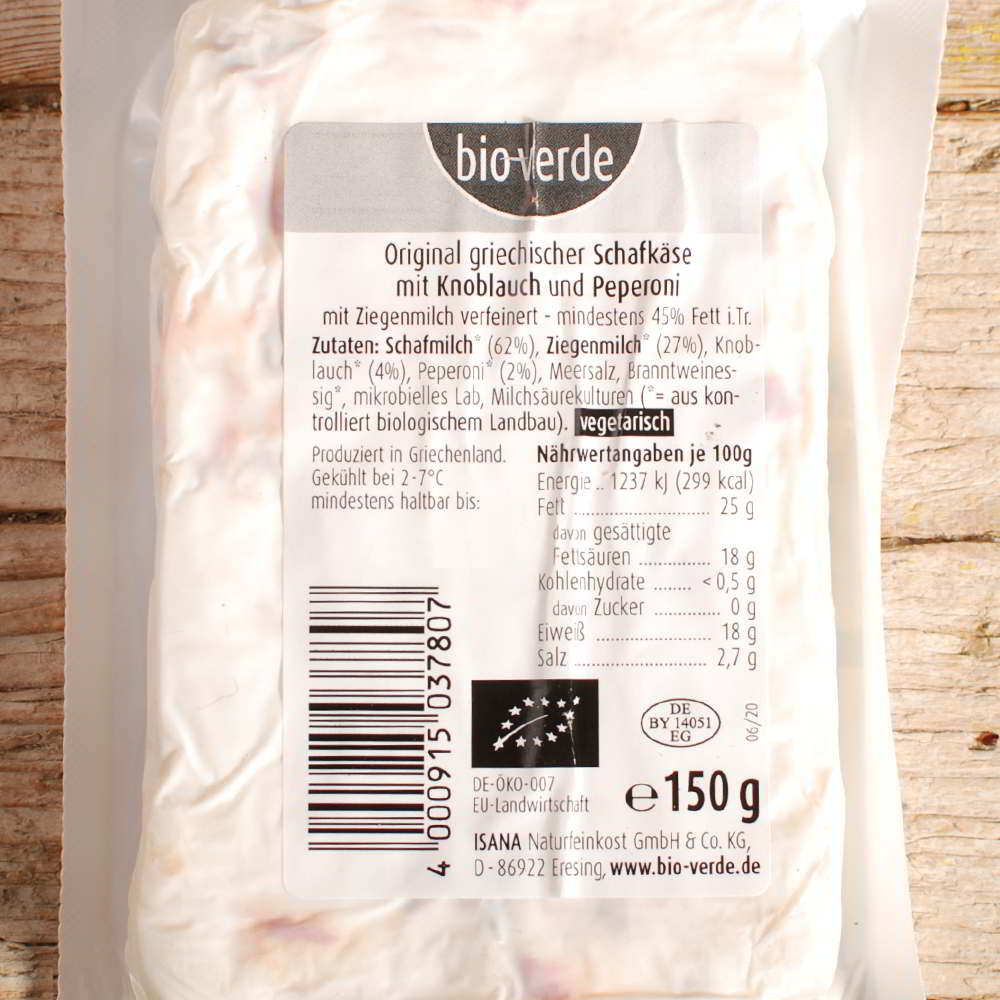 bio-verde
Original griechischer Schafkäse
mit Knoblauch und Peperoni
mit Ziegenmilch verfeinert - mindestens 45% Fett i.Tr.
Zutaten: Schafmilch* (62%), Ziegenmilch* (27%), Knob-
lauch* (4%), Peperoni* (2%), Meersalz, Branntweines-
sig*, mikrobielles Lab, Milchsäurekulturen (*= aus kon-
trolliert biologischem Landbau). vegetarisch
Produziert in Griechenland.
Gekühlt bei 2-7°C
mindestens haltbar bis:
Nährwertangaben je 100g
Energie .. 1237 kJ (299 kcal)
Fett ........................ 25 g
davon gesättigte
Fettsäuren ............. 18 g
Kohlenhydrate ....... <0,5 g
davon Zucker ............ 0 g
Eiweiß .................... 18 g
Salz ....................... 2,7 g
4 000915 037807
DE-ÖKO-007
EU-Landwirtschaft
DE
BY 14051
EG
06/20
e 150 g
ISANA Naturfeinkost GmbH & Co. KG,
D - 86922 Eresing, www.bio-verde.de